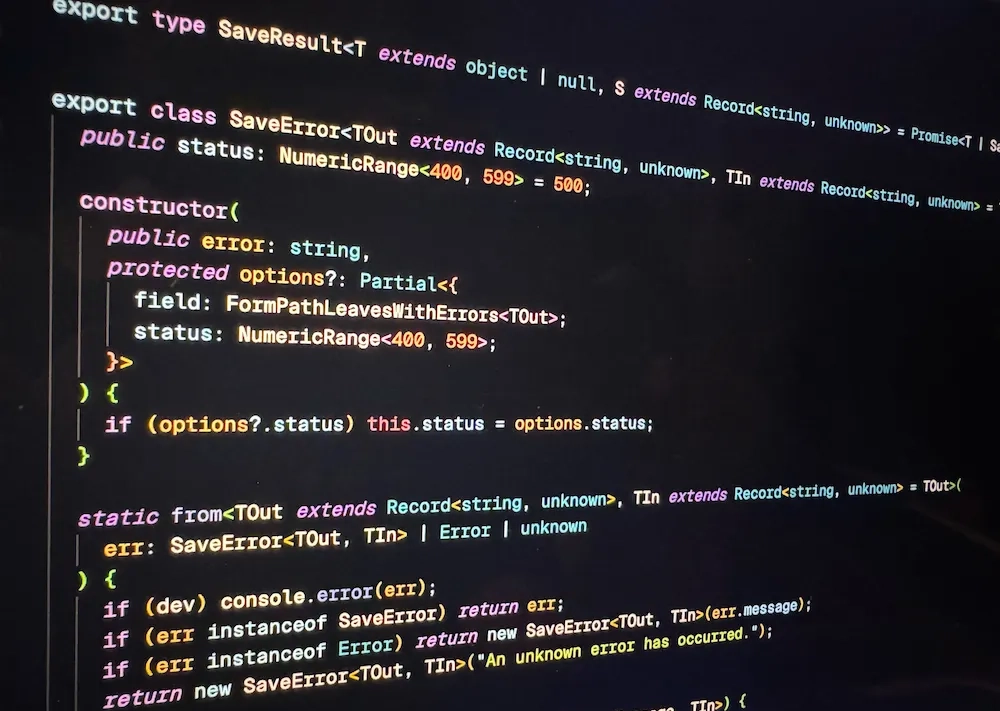 export type SaveResult<T extends object | null, S extends Record<string, unknown>> = Promise<T |
export class SaveError<TOut extends Record<string, unknown>, TIn extends Record<string, unknown> =
public status: NumericRange<400, 599> = 500;
constructor(
public error: string,
protected options?: Partial<{
field: FormPathLeavesWithErrors<TOut>;
status: NumericRange<400, 599>;
}>
) {
if (options?.status) this.status = options.status;
}
static from<TOut extends Record<string, unknown>, TIn extends Record<string, unknown> = TOut>(
err: SaveError<TOut, TIn> | Error | unknown
) {
if (dev) console.error(err);
if (err instanceof SaveError) return err;
if (err instanceof Error) return new SaveError<TOut, TIn>(err.message);
return new SaveError<TOut, TIn>("An unknown error has occurred.");
TIn>) {